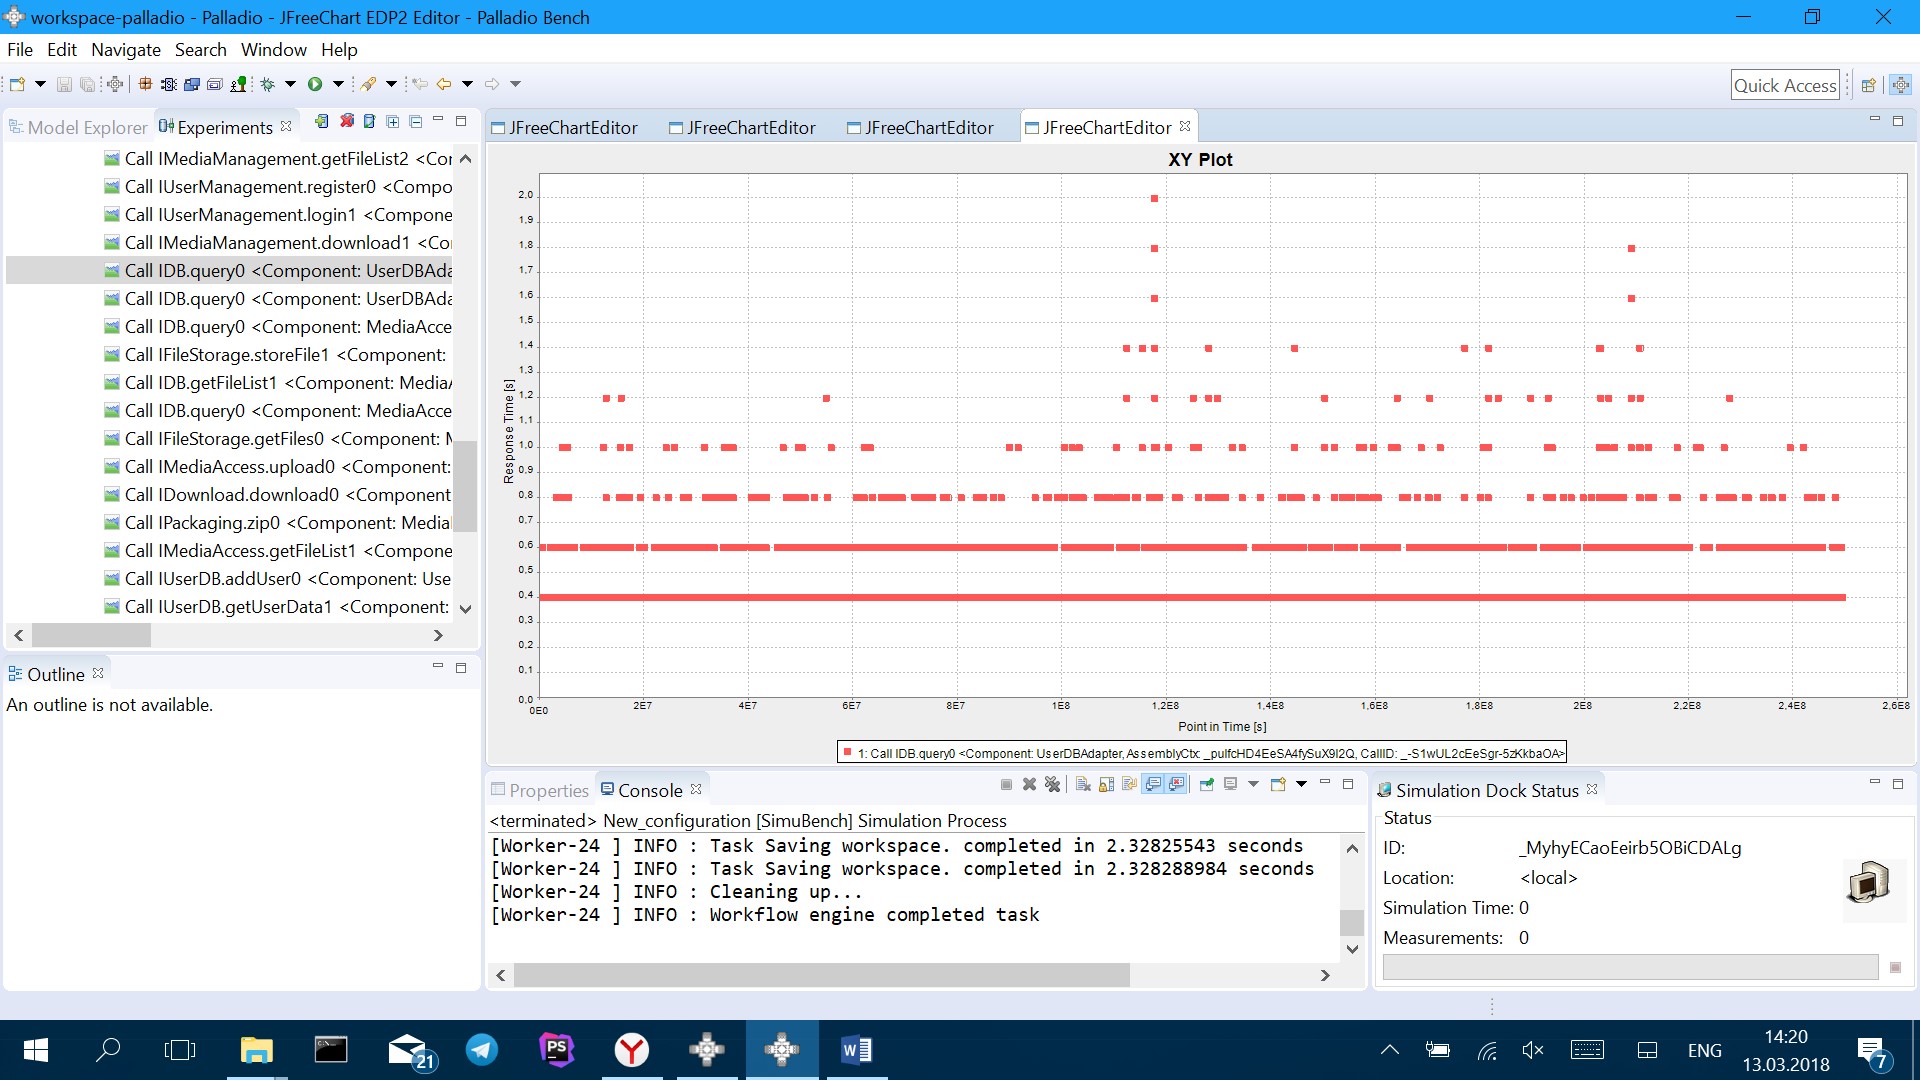 workspace-palladio - Palladio - JFreeChart EDP2 Editor - Palladio Bench
File Edit Navigate Search Window Help
Quick Access
Model Explorer
Experiments
Call IMediaManagement.getFileList2 <Cor
Call IUserManagement.register0 <Compo
Call IUserManagement.login1 <Compone
Call IMediaManagement.download1 <Co
Call IDB.query0 <Component: UserDBAda
Call IDB.query0 <Component: UserDBAda
Call IDB.query0 <Component: MediaAcce
Call IFileStorage.storeFile1 <Component:
Call IDB.getFileList1 <Component: MediaA
Call IDB.query0 <Component: MediaAcce
Call IFileStorage.getFiles0 <Component: M
Call IMediaAccess.upload0 <Component:
Call IDownload.download0 <Component
Call IPackaging.zip0 <Component: Media
Call IMediaAccess.getFileList1 <Compone
Call IUserDB.addUser0 <Component: Use
Call IUserDB.getUserData1 <Component:
Outline
An outline is not available.
JFreeChartEditor JFreeChartEditor JFreeChartEditor JFreeChartEditor
XY Plot
2,0
1,9
1,8
1,7
1,6
1,5
1,4
1,3
1,2
1,1
1,0
0,9
0,8
0,7
0,6
0,5
0,4
0,3
0,2
0,1
0,0
Response Time [s]
0E0 2E7 4E7 6E7 8E7 1E8 1,2E8 1,4E8 1,6E8 1,8E8 2E8 2,2E8 2,4E8 2,6E8
Point in Time [s]
1: Call IDB.query0 <Component: UserDBAdapter, AssemblyCtx: _pulfcHD4EeSA4fySuX9I2Q, CallID: _-S1wUL2cEeSgr-5zKkbaOA>
Properties Console
<terminated> New_configuration [SimuBench] Simulation Process
[Worker-24 ] INFO : Task Saving workspace. completed in 2.32825543 seconds
[Worker-24 ] INFO : Task Saving workspace. completed in 2.328288984 seconds
[Worker-24 ] INFO : Cleaning up...
[Worker-24 ] INFO : Workflow engine completed task
Simulation Dock Status
Status
ID: _MyhyECaoEeirb5OBiCDALg
Location: <local>
Simulation Time: 0
Measurements: 0
21
PS
Y
W
ENG
14:20
13.03.2018
7